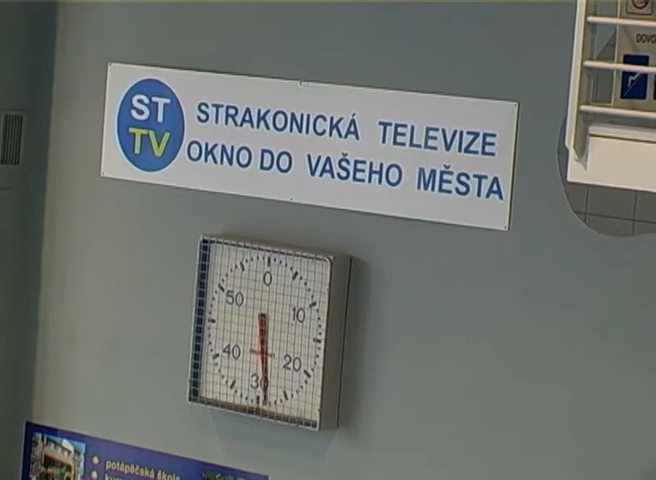 ST
TV
STRAKONICKÁ TELEVIZE
OKNO DO VAŠEHO MĚSTA
0
50
10
40
20
30
potápěčská škola